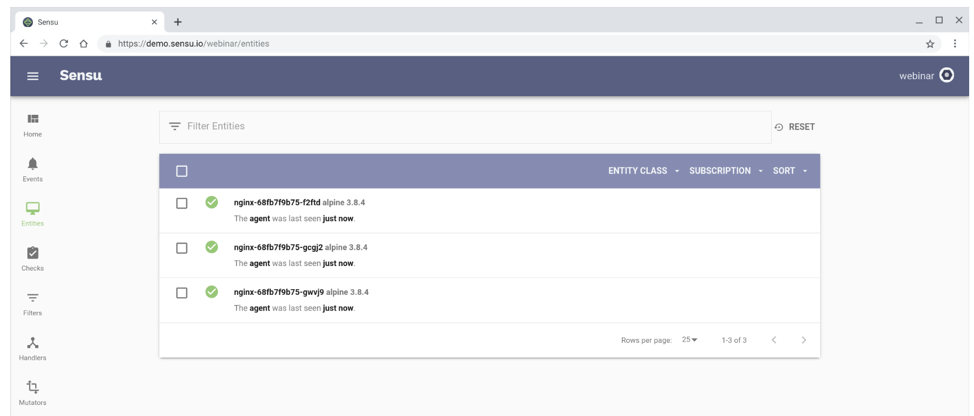 Sensu
https://demo.sensu.io/webinar/entities
Sensu
webinar
Home
Events
Entities
Checks
Filters
Handlers
Mutators
Filter Entities
RESET
ENTITY CLASS SUBSCRIPTION SORT
nginx-68fb7f9b75-f2ftd alpine 3.8.4
The agent was last seen just now.
nginx-68fb7f9b75-gcgj2 alpine 3.8.4
The agent was last seen just now.
nginx-68fb7f9b75-gwvj9 alpine 3.8.4
The agent was last seen just now.
Rows per page: 25 1-3 of 3